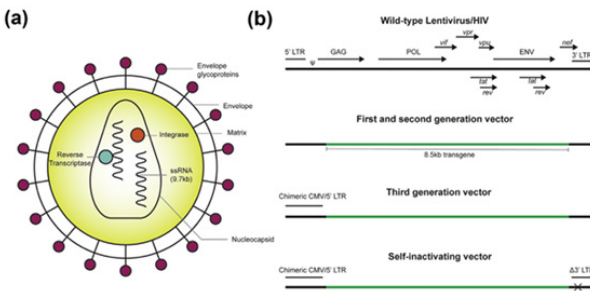 (a)
Envelope
glycoproteins
Envelope
Matrix
Integrase
Reverse
Transcriptase
ssRNA
(9.7kb)
Nucleocapsid
(b)
Wild-type Lentivirus/HIV
5' LTR
Ψ
GAG
POL
vif
vpr
vpu
ENV
nef
3' LTR
tat
rev
tat
rev
First and second generation vector
8.5kb transgene
Third generation vector
Chimeric CMV/5' LTR
Self-inactivating vector
Chimeric CMV/5' LTR
Δ3' LTR